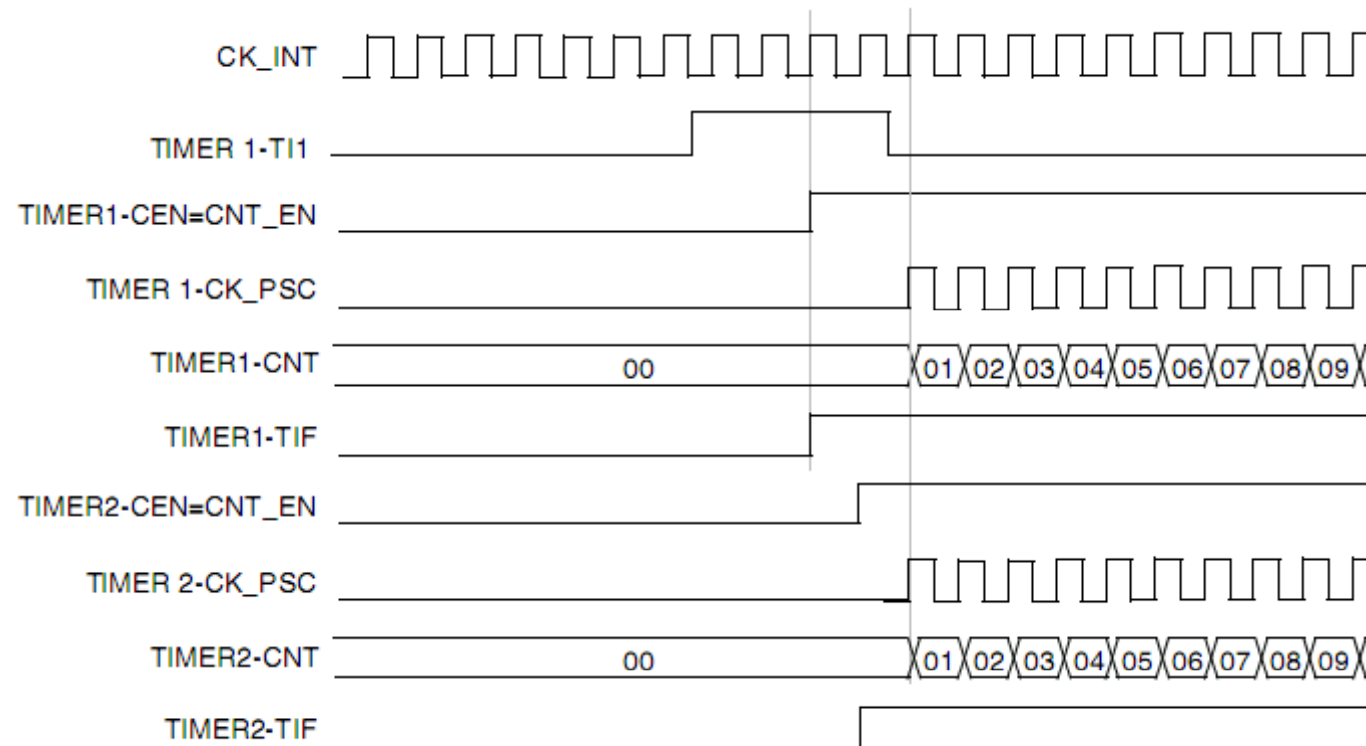 CK_INT
TIMER 1-TI1
TIMER1-CEN=CNT_EN
TIMER 1-CK_PSC
TIMER1-CNT 00 01 02 03 04 05 06 07 08 09
TIMER1-TIF
TIMER2-CEN=CNT_EN
TIMER 2-CK_PSC
TIMER2-CNT 00 01 02 03 04 05 06 07 08 09
TIMER2-TIF